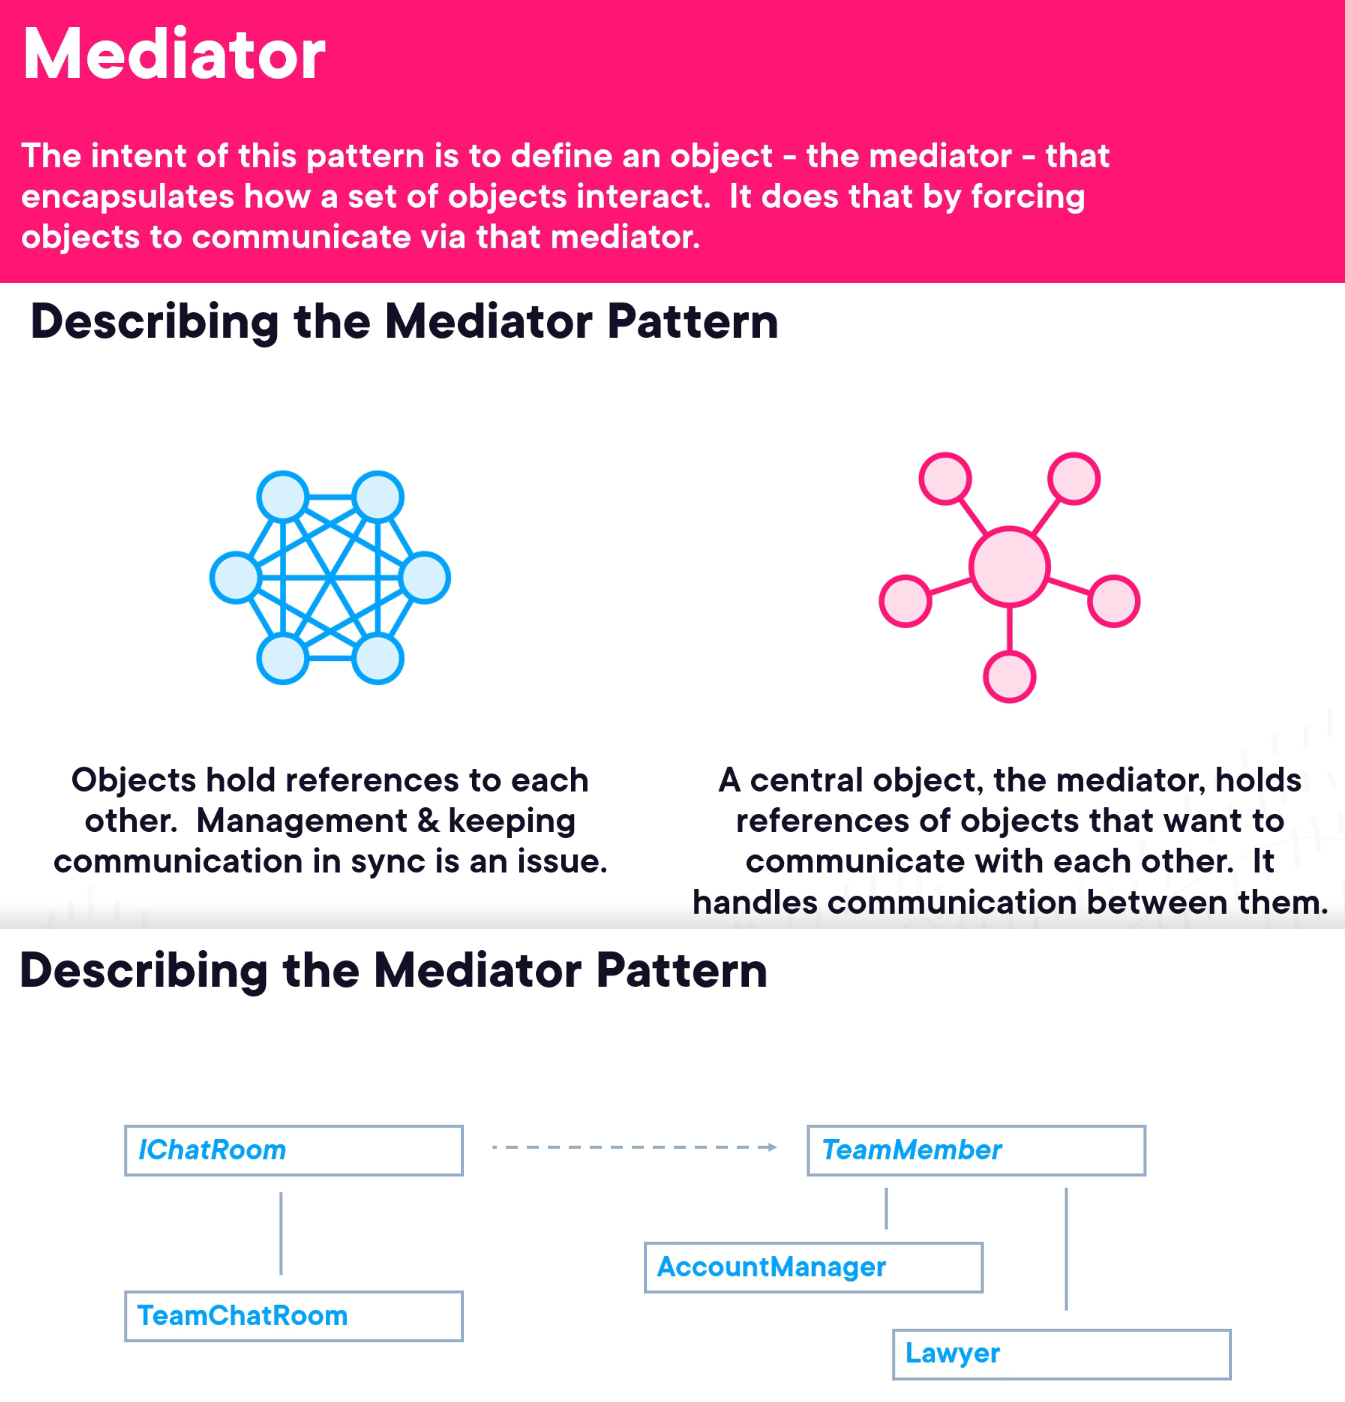 Mediator
The intent of this pattern is to define an object - the mediator - that
encapsulates how a set of objects interact.  It does that by forcing
objects to communicate via that mediator.
Describing the Mediator Pattern
Objects hold references to each
other.  Management & keeping
communication in sync is an issue.
A central object, the mediator, holds
references of objects that want to
communicate with each other.  It
handles communication between them.
Describing the Mediator Pattern
IChatRoom
TeamMember
AccountManager
TeamChatRoom
Lawyer